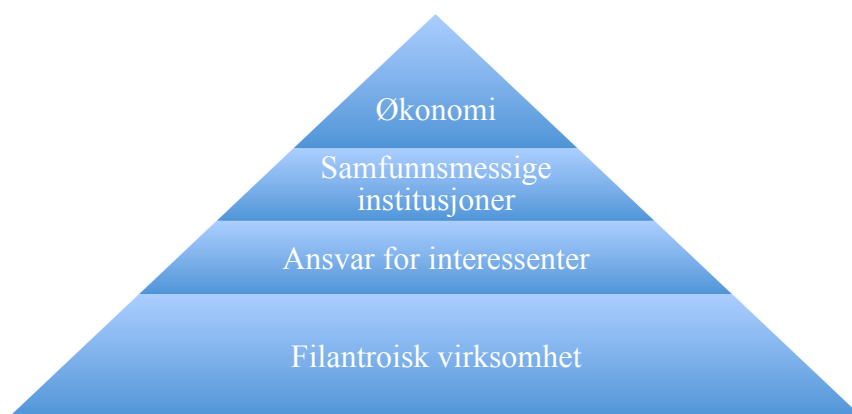 Økonomi
Samfunnsmessige
institusjoner
Ansvar for interessenter
Filantroisk virksomhet